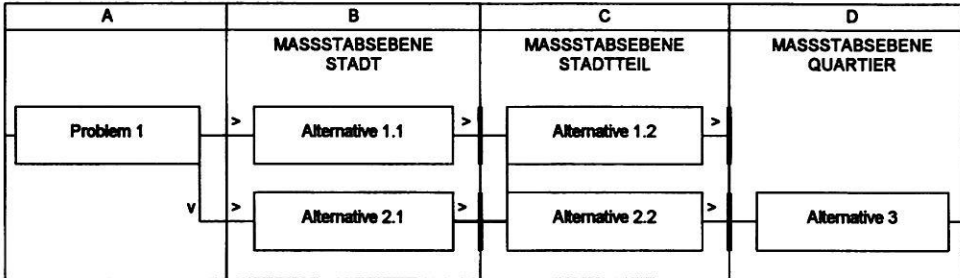 A B C D
MASSSTABSEBENE STADT
MASSSTABSEBENE STADTTEIL
MASSSTABSEBENE QUARTIER
Problem 1 > Alternative 1.1 > Alternative 1.2 >
v > Alternative 2.1 > Alternative 2.2 > Alternative 3